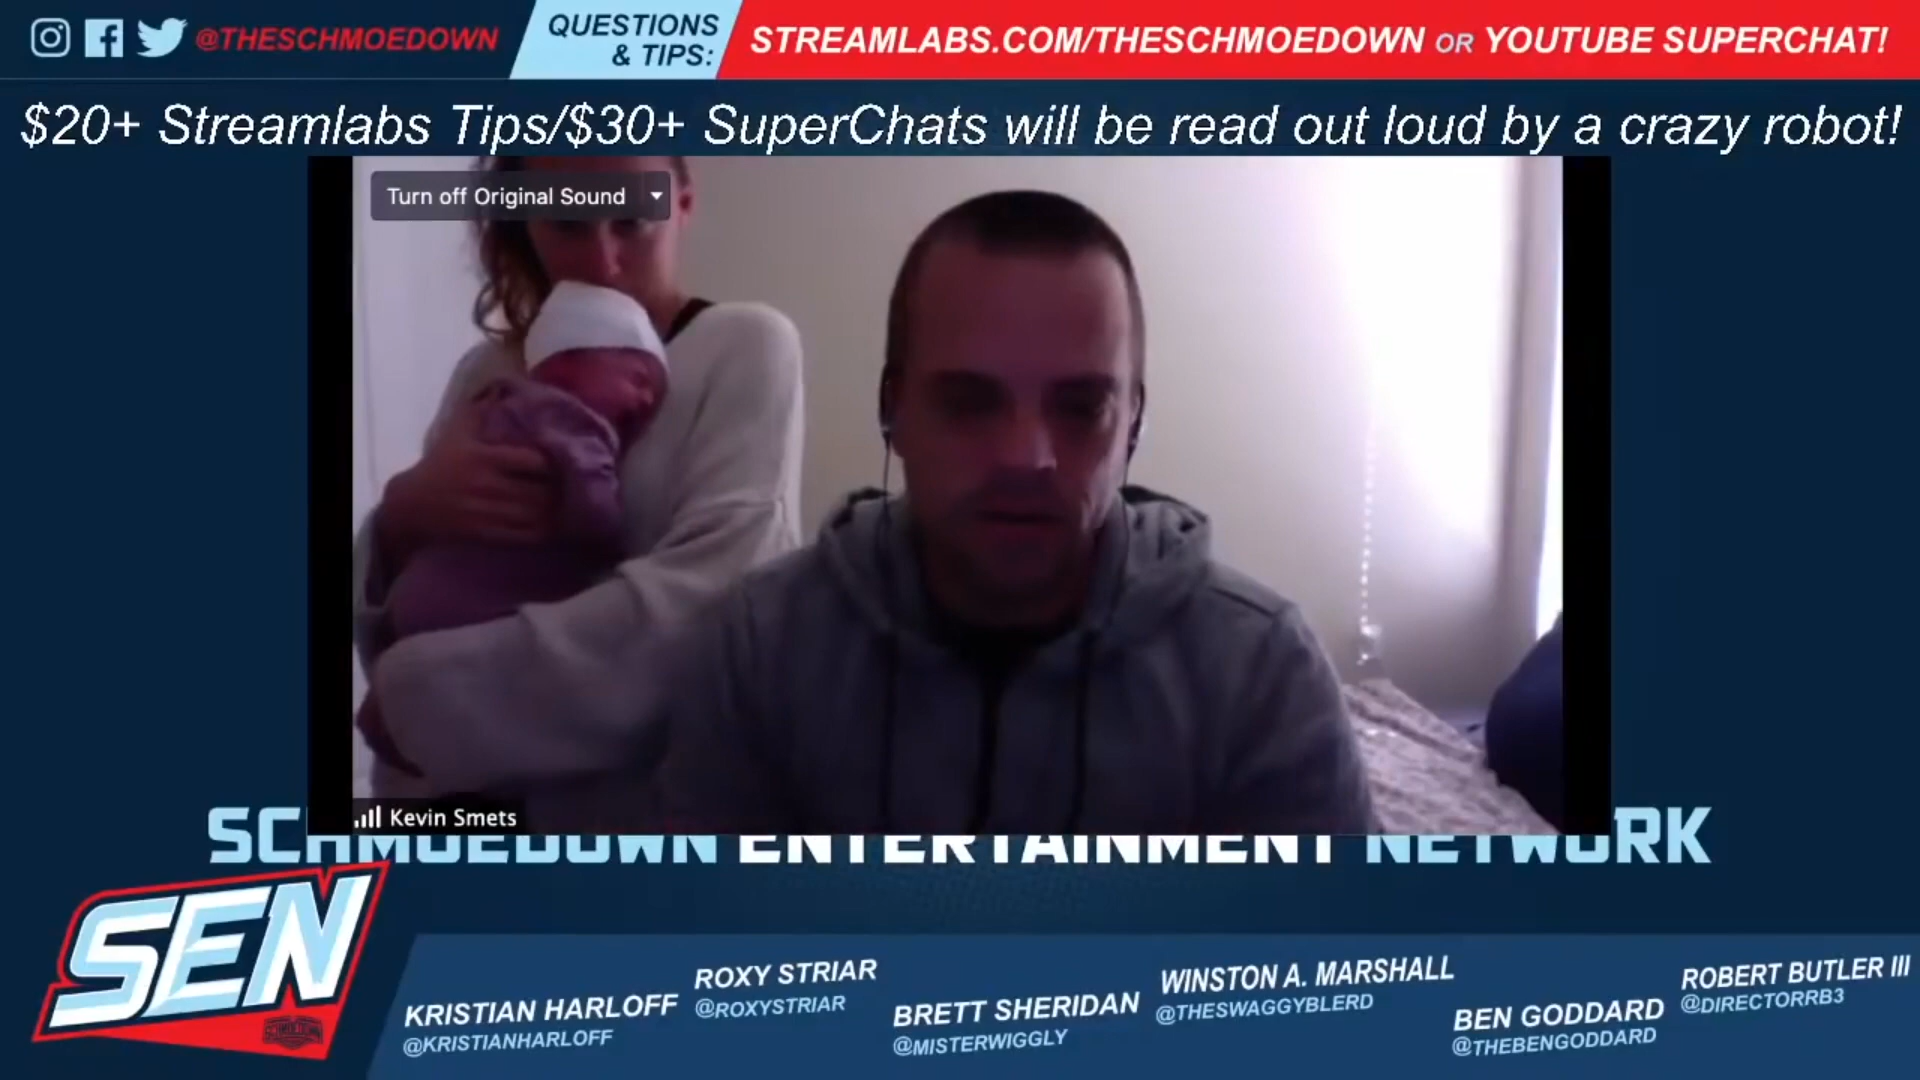 @THESCHMOEDOWN
QUESTIONS
& TIPS:
STREAMLABS.COM/THESCHMOEDOWN OR YOUTUBE SUPERCHAT!
$20+ Streamlabs Tips/$30+ SuperChats will be read out loud by a crazy robot!
Turn off Original Sound
Kevin Smets
SCHMOEDOWN ENTERTAINMENT NETWORK
SEN
SCHMOEDOWN
KRISTIAN HARLOFF
@KRISTIANHARLOFF
ROXY STRIAR
@ROXYSTRIAR
BRETT SHERIDAN
@MISTERWIGGLY
WINSTON A. MARSHALL
@THESWAGGYBLERD
BEN GODDARD
@THEBENGODDARD
ROBERT BUTLER III
@DIRECTORRB3